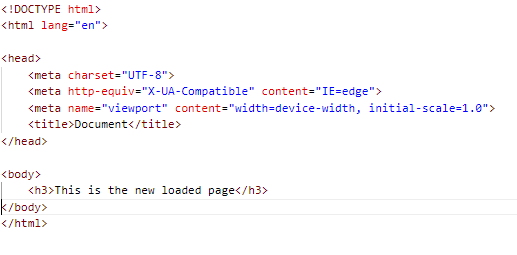 <!DOCTYPE html>
<html lang="en">
<head>
<meta charset="UTF-8">
<meta http-equiv="X-UA-Compatible" content="IE=edge">
<meta name="viewport" content="width=device-width, initial-scale=1.0">
<title>Document</title>
</head>
<body>
<h3>This is the new loaded page</h3>
</body>
</html>